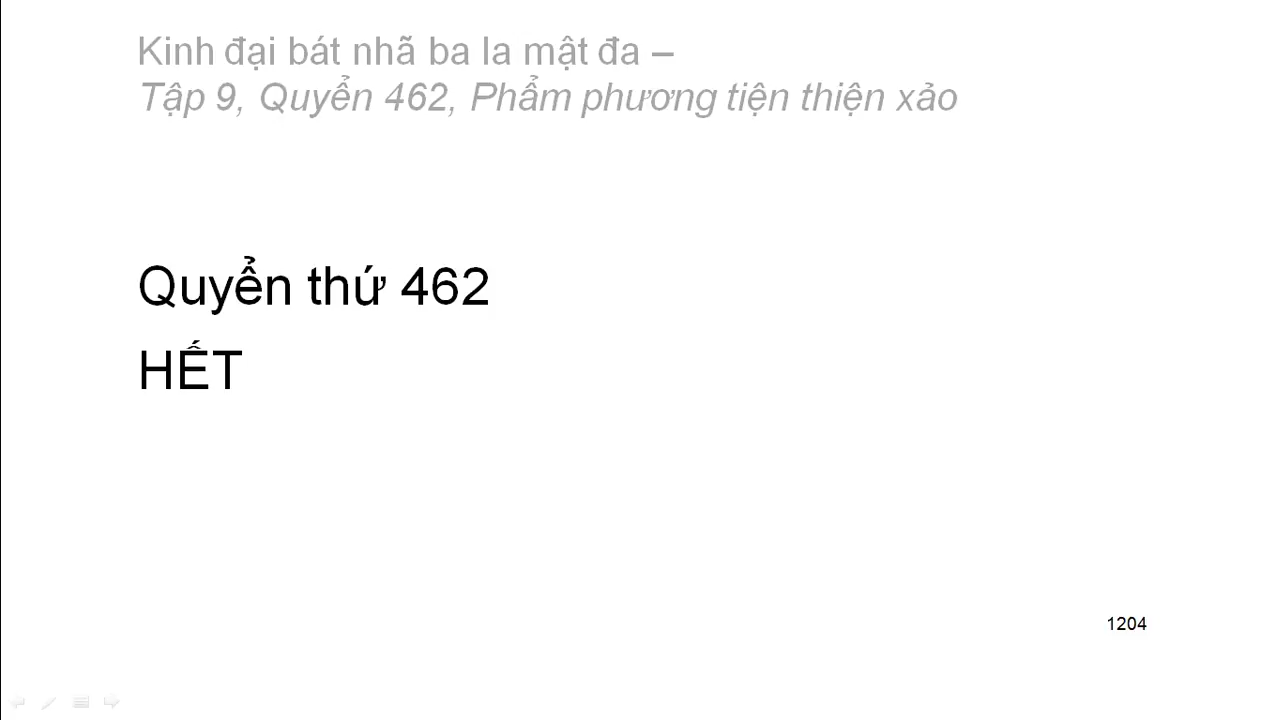 Kinh đại bát nhã ba la mật đa –
Tập 9, Quyển 462, Phẩm phương tiện thiện xảo
Quyển thứ 462
HẾT
1204